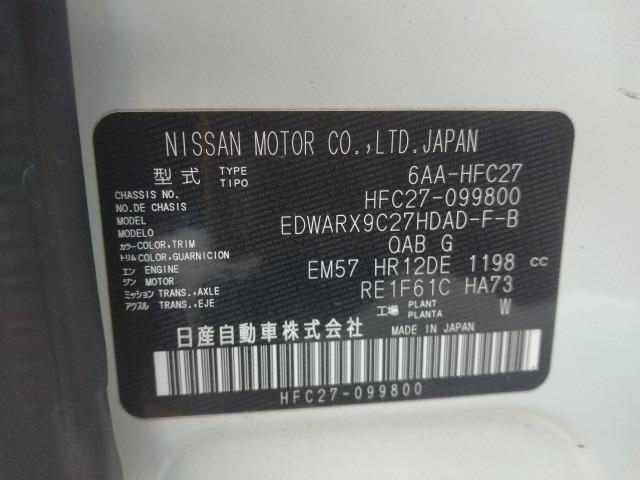 NISSAN MOTOR CO.,LTD.JAPAN
型式 TYPE TIPO 6AA-HFC27
CHASSIS NO. NO.DE CHASIS HFC27-099800
MODEL MODELO EDWARX9C27HDAD-F-B
カラー COLOR,TRIM トリム COLOR,GUARNICION QAB G
エンジン ENGINE MOTOR EM57 HR12DE 1198 cc
ミッション TRANS.,AXLE アクスル TRANS.,EJE RE1F61C HA73
工場 PLANT PLANTA W
日産自動車株式会社 MADE IN JAPAN
HFC27-099800